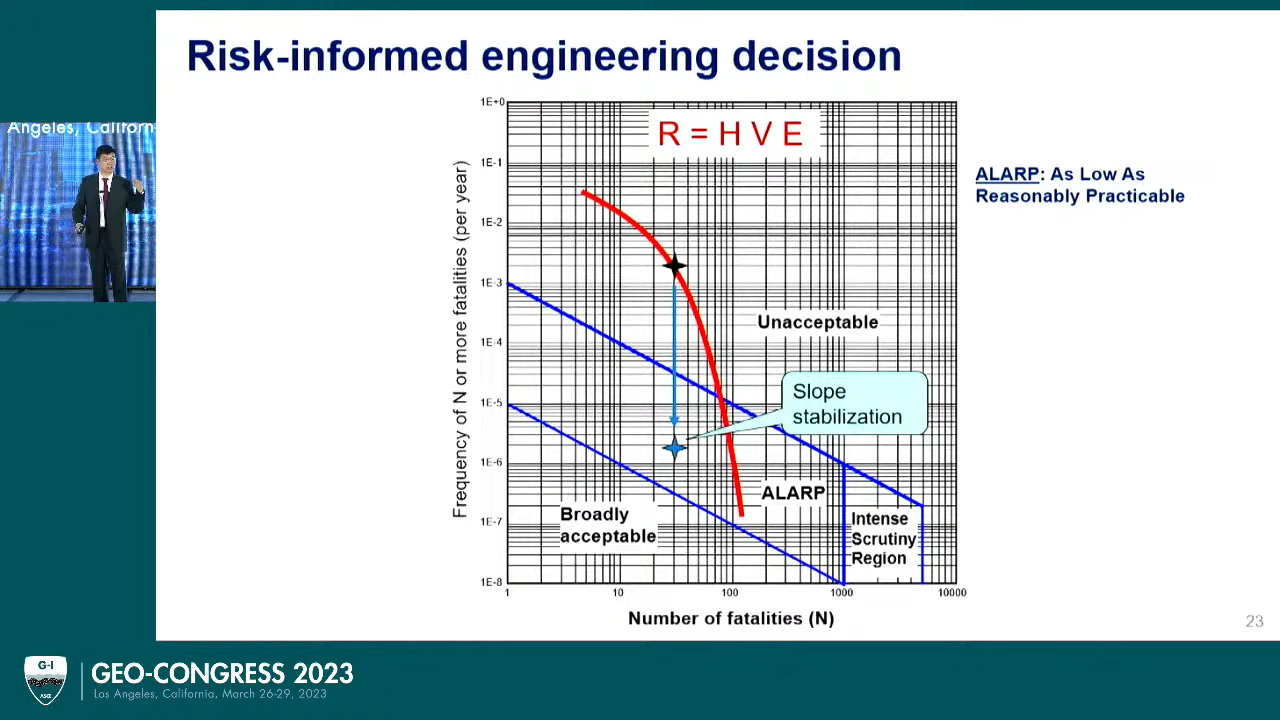 Risk-informed engineering decision
Angeles, Californ
R = H V E
ALARP: As Low As
Reasonably Practicable
Frequency of N or more fatalities (per year)
1E+0
1E-1
1E-2
1E-3
1E-4
1E-5
1E-6
1E-7
1E-8
Unacceptable
Slope
stabilization
ALARP
Broadly
acceptable
Intense
Scrutiny
Region
1
10
100
1000
10000
Number of fatalities (N)
23
G-I
ASCE
GEO-CONGRESS 2023
Los Angeles, California, March 26-29, 2023